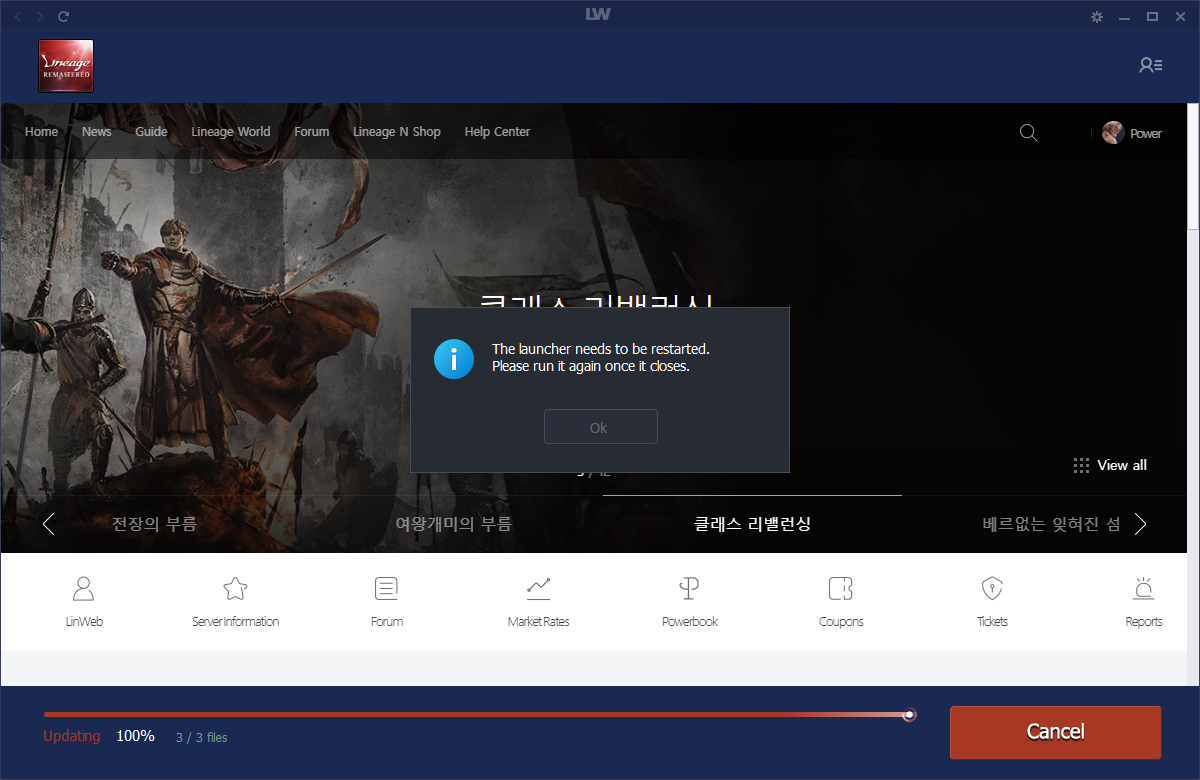 LW
Lineage
REMASTERED
Home News Guide Lineage World Forum Lineage N Shop Help Center Power
클래스 리밸런싱
The launcher needs to be restarted.
Please run it again once it closes.
Ok
3 / 12
View all
전장의 부름 여왕개미의 부름 클래스 리밸런싱 베르없는 잊혀진 섬
LinWeb Server Information Forum Market Rates Powerbook Coupons Tickets Reports
Updating 100% 3 / 3 files
Cancel